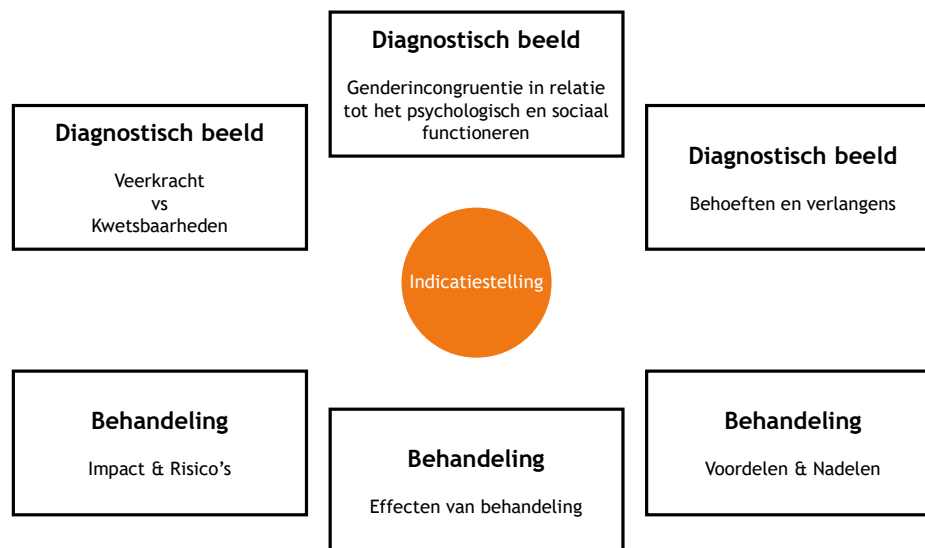 Diagnostisch beeld
Genderincongruentie in relatie
tot het psychologisch en sociaal
functioneren
Diagnostisch beeld
Veerkracht
vs
Kwetsbaarheden
Diagnostisch beeld
Behoeften en verlangens
Indicatiestelling
Behandeling
Impact & Risico’s
Behandeling
Effecten van behandeling
Behandeling
Voordelen & Nadelen